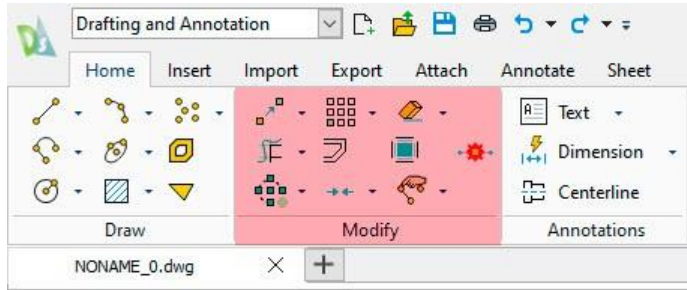 Drafting and Annotation
Home Insert Import Export Attach Annotate Sheet
Text
Dimension
Centerline
Draw Modify Annotations
NONAME_0.dwg